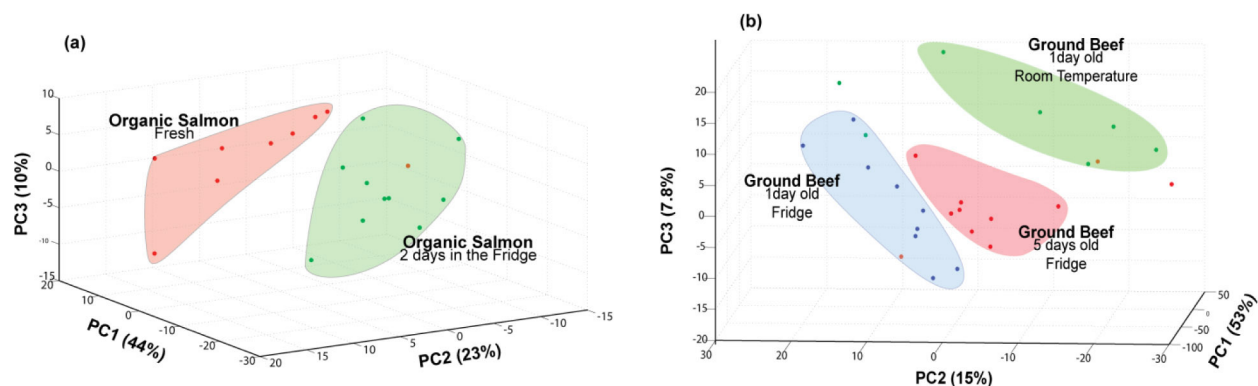 (a)
Organic Salmon
Fresh
Organic Salmon
2 days in the Fridge
PC3 (10%)
10
5
0
-5
-10
-15
20
10
0
-10
-20
-30
PC1 (44%)
20
15
10
5
0
-5
-10
-15
PC2 (23%)
(b)
Ground Beef
1day old
Room Temperature
Ground Beef
1day old
Fridge
Ground Beef
5 days old
Fridge
PC3 (7.8%)
20
15
10
5
0
-5
-10
-15
-20
30
20
10
0
-10
-20
-30
PC2 (15%)
50
0
-50
-100
PC1 (53%)